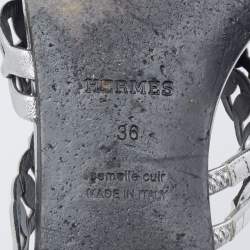 HERMES
36
semelle cuir
MADE IN ITALY